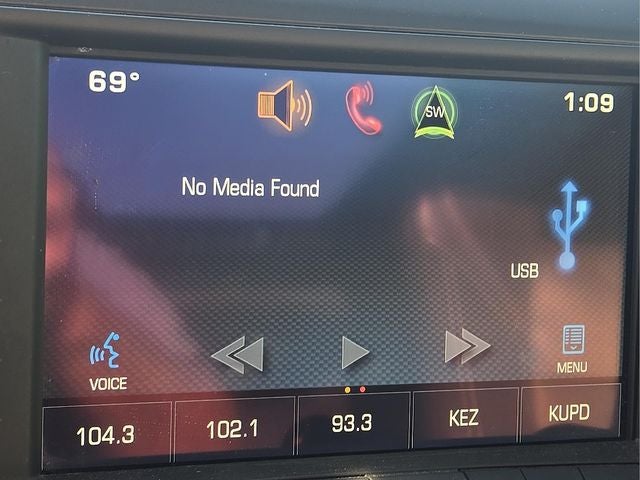 69°
SW
1:09
No Media Found
USB
VOICE
MENU
104.3
102.1
93.3
KEZ
KUPD